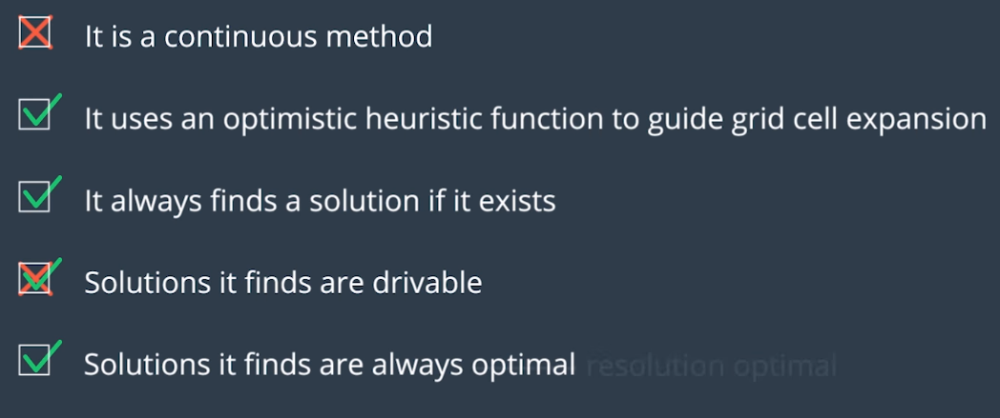 It is a continuous method
It uses an optimistic heuristic function to guide grid cell expansion
It always finds a solution if it exists
Solutions it finds are drivable
Solutions it finds are always optimal resolution optimal